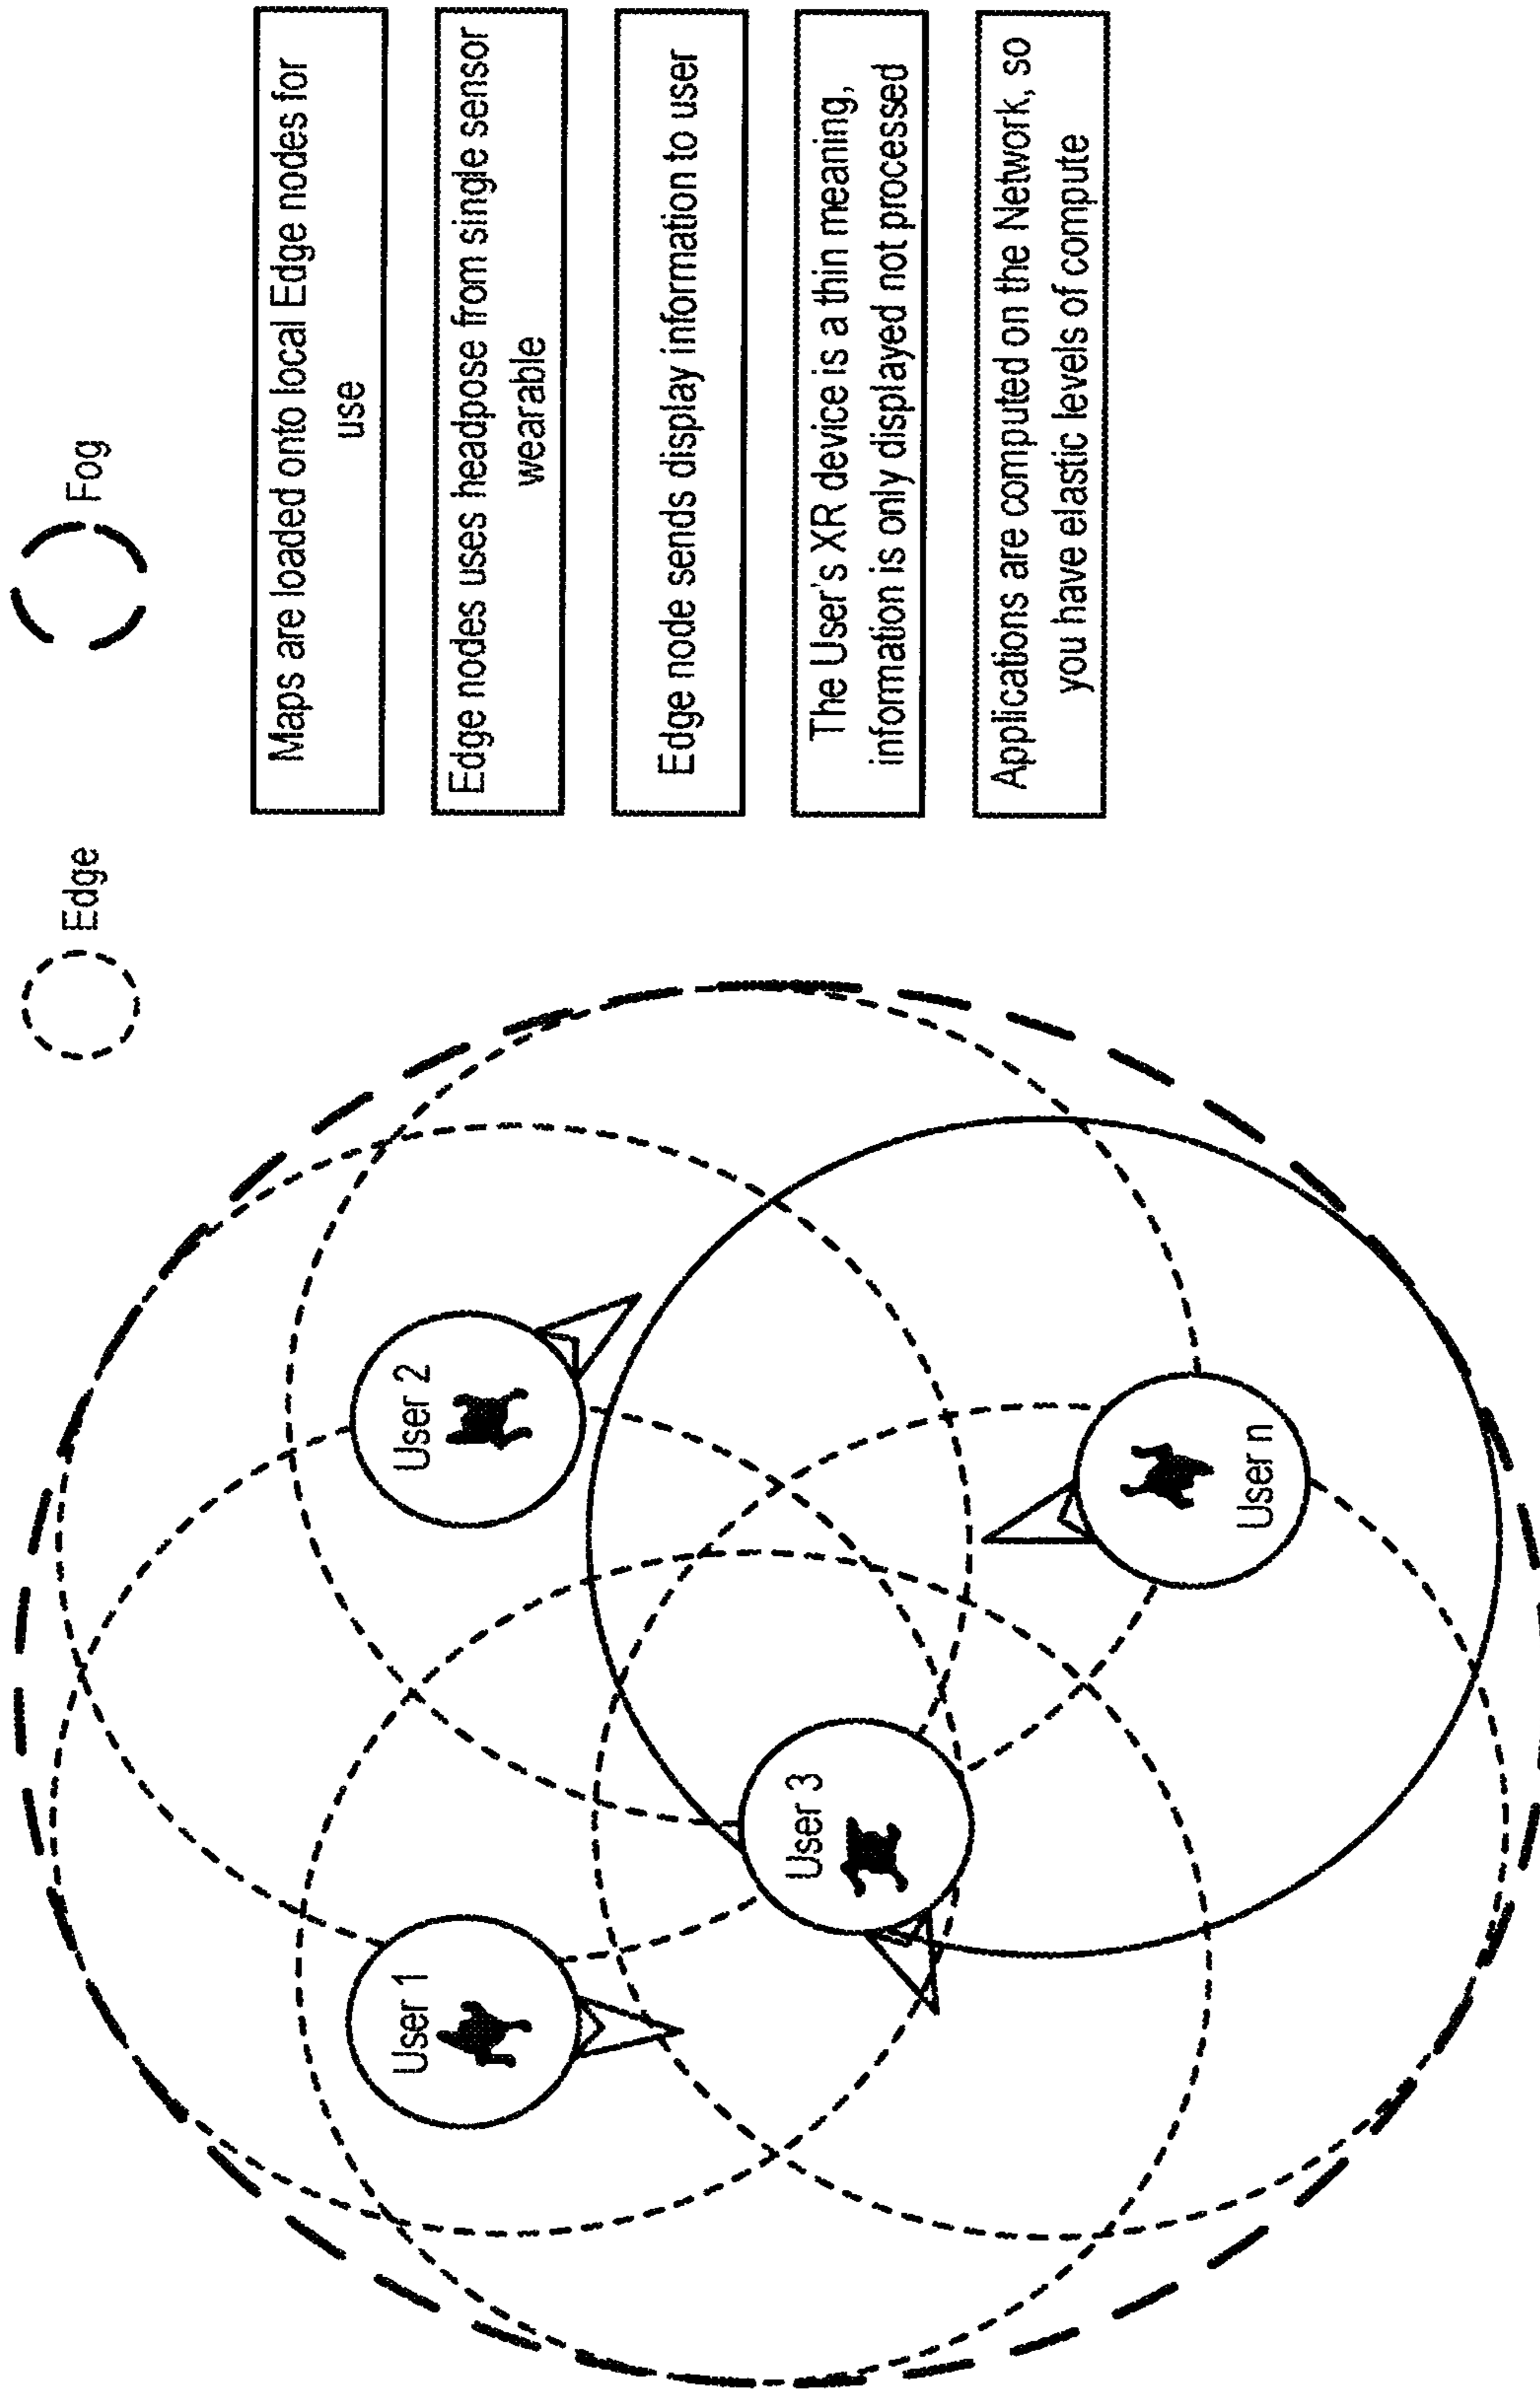 Edge
Fog
User 1
User 2
User 3
User n
Maps are loaded onto local Edge nodes for
use
Edge nodes uses headpose from single sensor
wearable
Edge node sends display information to user
The User's XR device is a thin meaning,
information is only displayed not processed
Applications are computed on the Network, so
you have elastic levels of compute